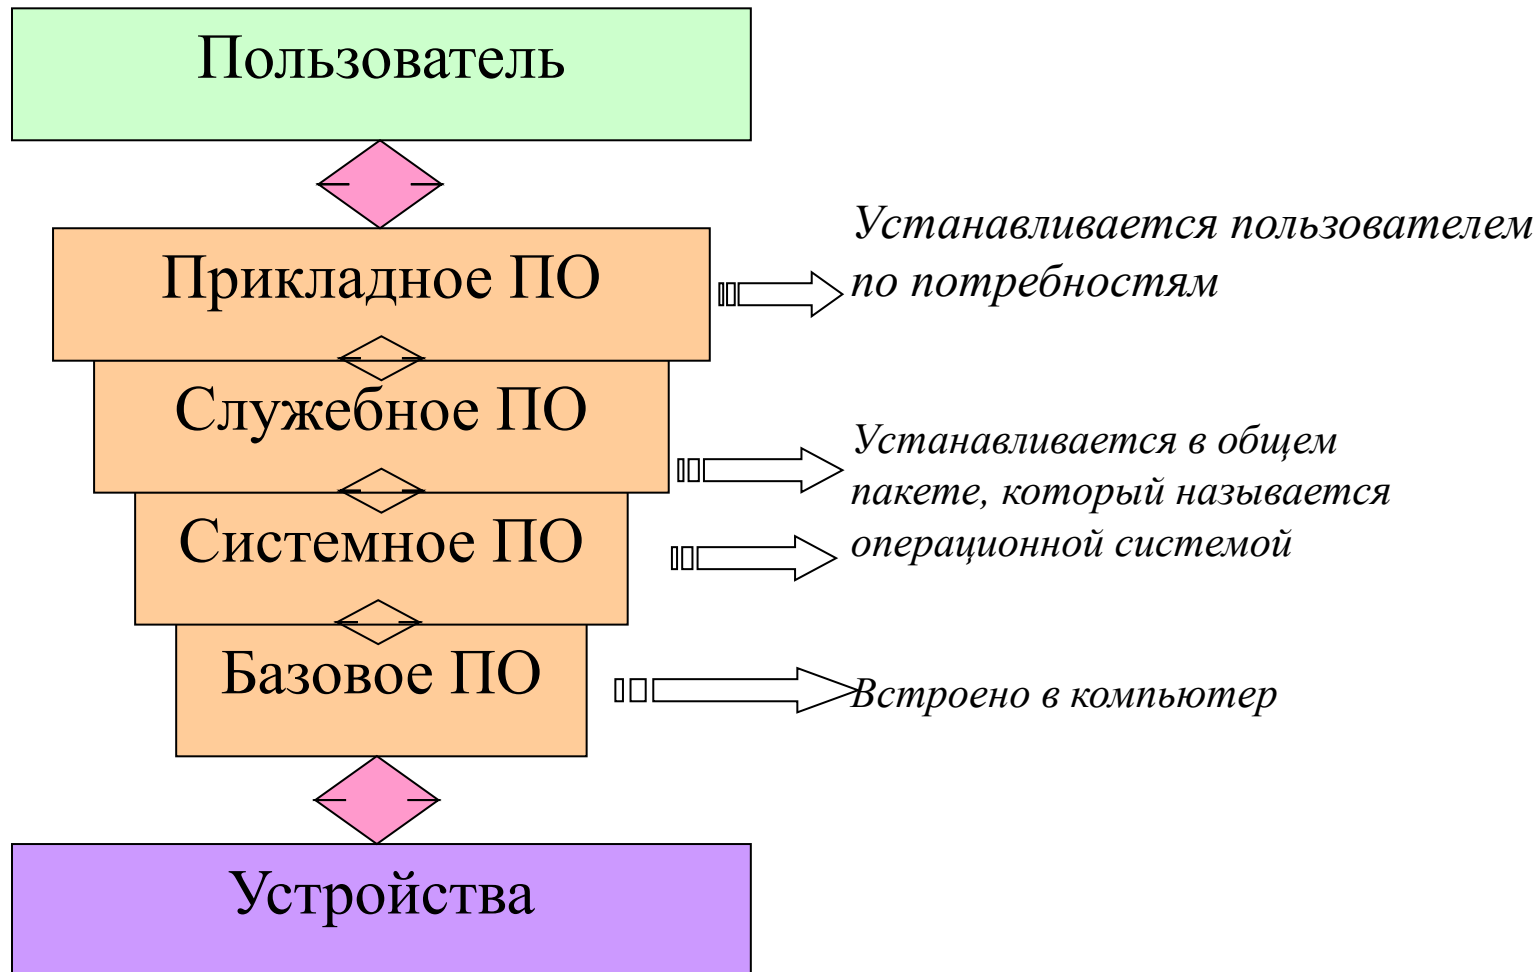 Пользователь
Прикладное ПО
Устанавливается пользователем
по потребностям
Служебное ПО
Устанавливается в общем
пакете, который называется
операционной системой
Системное ПО
Базовое ПО
Встроено в компьютер
Устройства